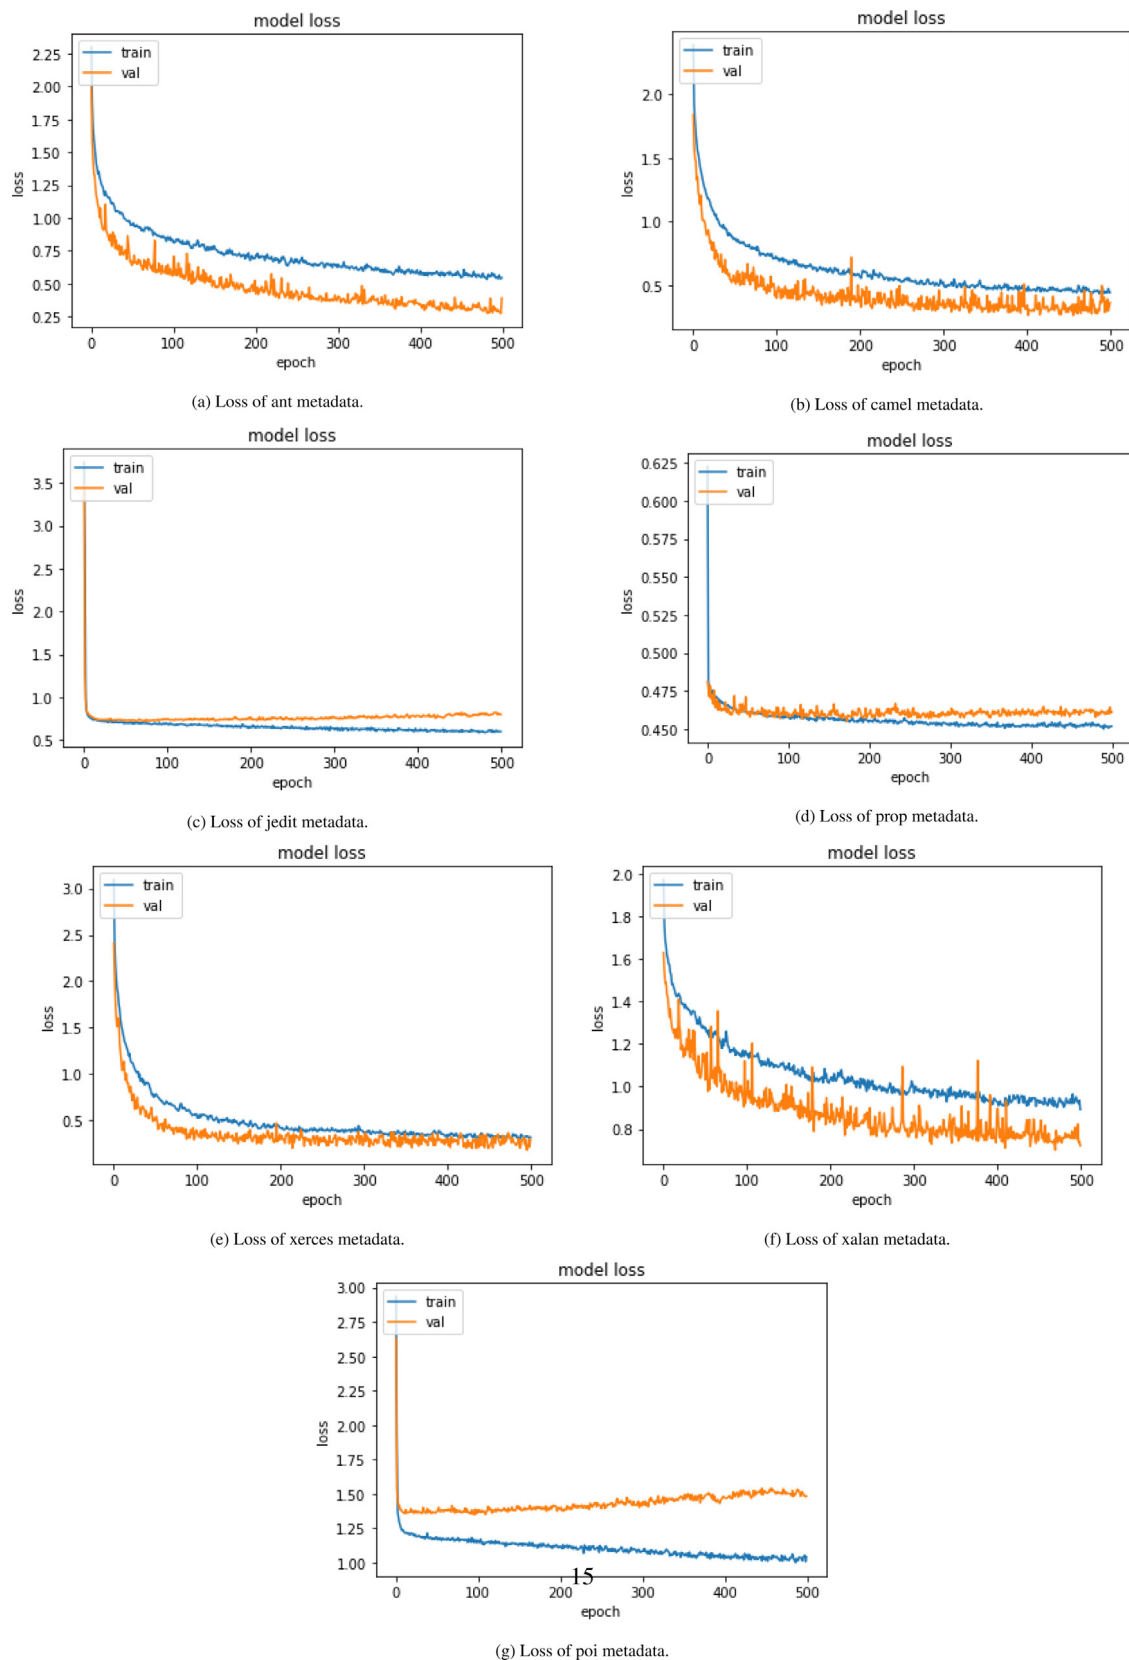 model loss
train
val
2.25
2.00
1.75
1.50
1.25
1.00
0.75
0.50
0.25
loss
0 100 200 300 400 500
epoch
(a) Loss of ant metadata.
model loss
train
val
2.0
1.5
1.0
0.5
loss
0 100 200 300 400 500
epoch
(b) Loss of camel metadata.
model loss
train
val
3.5
3.0
2.5
2.0
1.5
1.0
0.5
loss
0 100 200 300 400 500
epoch
(c) Loss of jedit metadata.
model loss
train
val
0.625
0.600
0.575
0.550
0.525
0.500
0.475
0.450
loss
0 100 200 300 400 500
epoch
(d) Loss of prop metadata.
model loss
train
val
3.0
2.5
2.0
1.5
1.0
0.5
loss
0 100 200 300 400 500
epoch
(e) Loss of xerces metadata.
model loss
train
val
2.0
1.8
1.6
1.4
1.2
1.0
0.8
loss
0 100 200 300 400 500
epoch
(f) Loss of xalan metadata.
model loss
train
val
3.00
2.75
2.50
2.25
2.00
1.75
1.50
1.25
1.00
loss
15
0 100 200 300 400 500
epoch
(g) Loss of poi metadata.